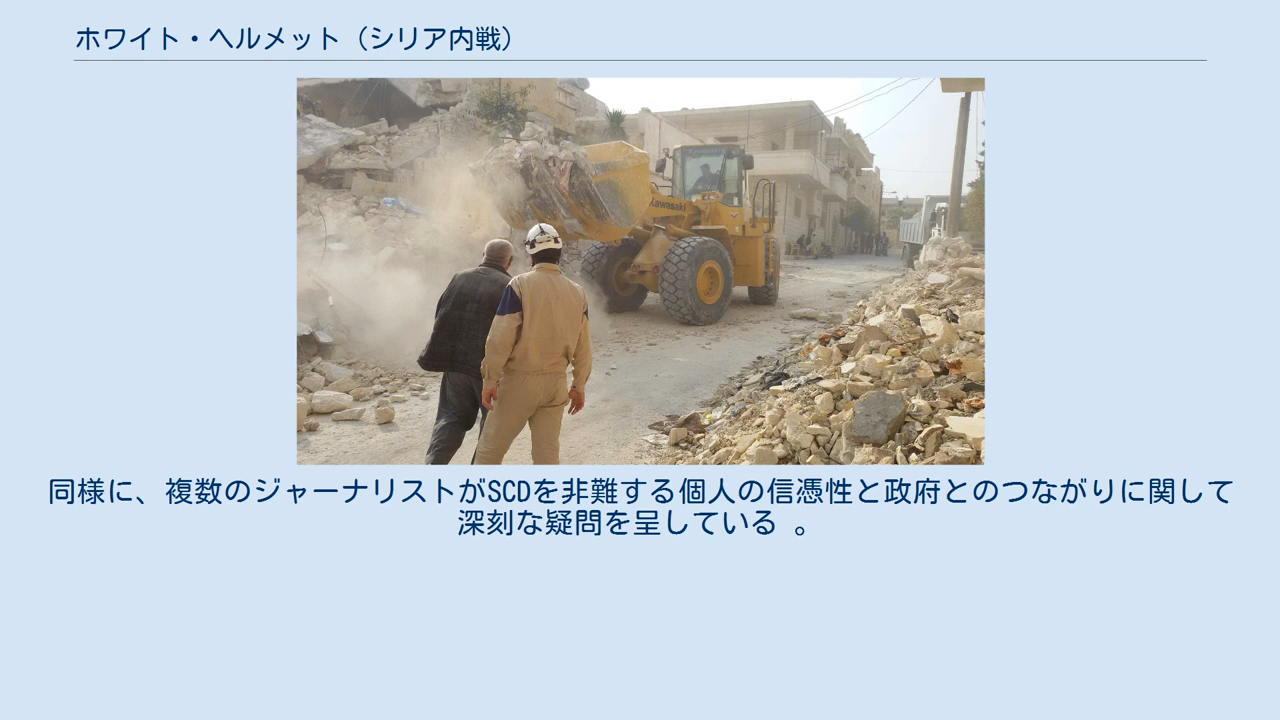 ホワイト・ヘルメット（シリア内戦）
Kawasaki
同様に、複数のジャーナリストがSCDを非難する個人の信憑性と政府とのつながりに関して
深刻な疑問を呈している 。